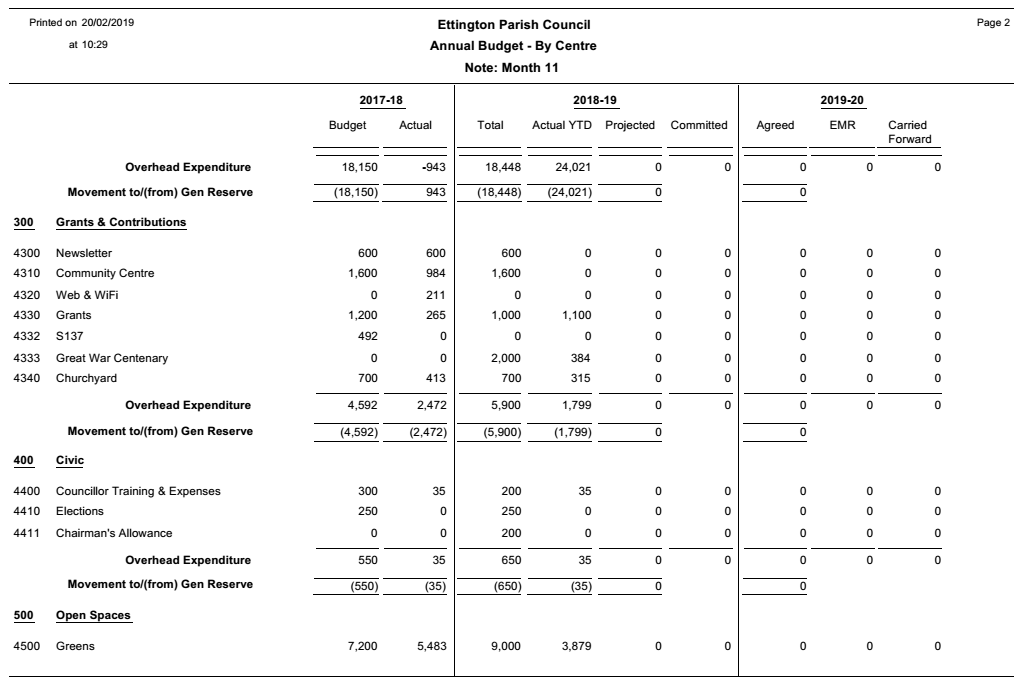 Printed on 20/02/2019 Ettington Parish Council Page 2
at 10:29 Annual Budget - By Centre
Note: Month 11
2017-18 2018-19 2019-20
Budget Actual Total Actual YTD Projected Committed Agreed EMR Carried Forward
Overhead Expenditure 18,150 -943 18,448 24,021 0 0 0 0 0
Movement to/(from) Gen Reserve (18,150) 943 (18,448) (24,021) 0 0
300 Grants & Contributions
4300 Newsletter 600 600 600 0 0 0 0 0 0
4310 Community Centre 1,600 984 1,600 0 0 0 0 0 0
4320 Web & WiFi 0 211 0 0 0 0 0 0 0
4330 Grants 1,200 265 1,000 1,100 0 0 0 0 0
4332 S137 492 0 0 0 0 0 0 0 0
4333 Great War Centenary 0 0 2,000 384 0 0 0 0 0
4340 Churchyard 700 413 700 315 0 0 0 0 0
Overhead Expenditure 4,592 2,472 5,900 1,799 0 0 0 0 0
Movement to/(from) Gen Reserve (4,592) (2,472) (5,900) (1,799) 0 0
400 Civic
4400 Councillor Training & Expenses 300 35 200 35 0 0 0 0 0
4410 Elections 250 0 250 0 0 0 0 0 0
4411 Chairman's Allowance 0 0 200 0 0 0 0 0 0
Overhead Expenditure 550 35 650 35 0 0 0 0 0
Movement to/(from) Gen Reserve (550) (35) (650) (35) 0 0
500 Open Spaces
4500 Greens 7,200 5,483 9,000 3,879 0 0 0 0 0